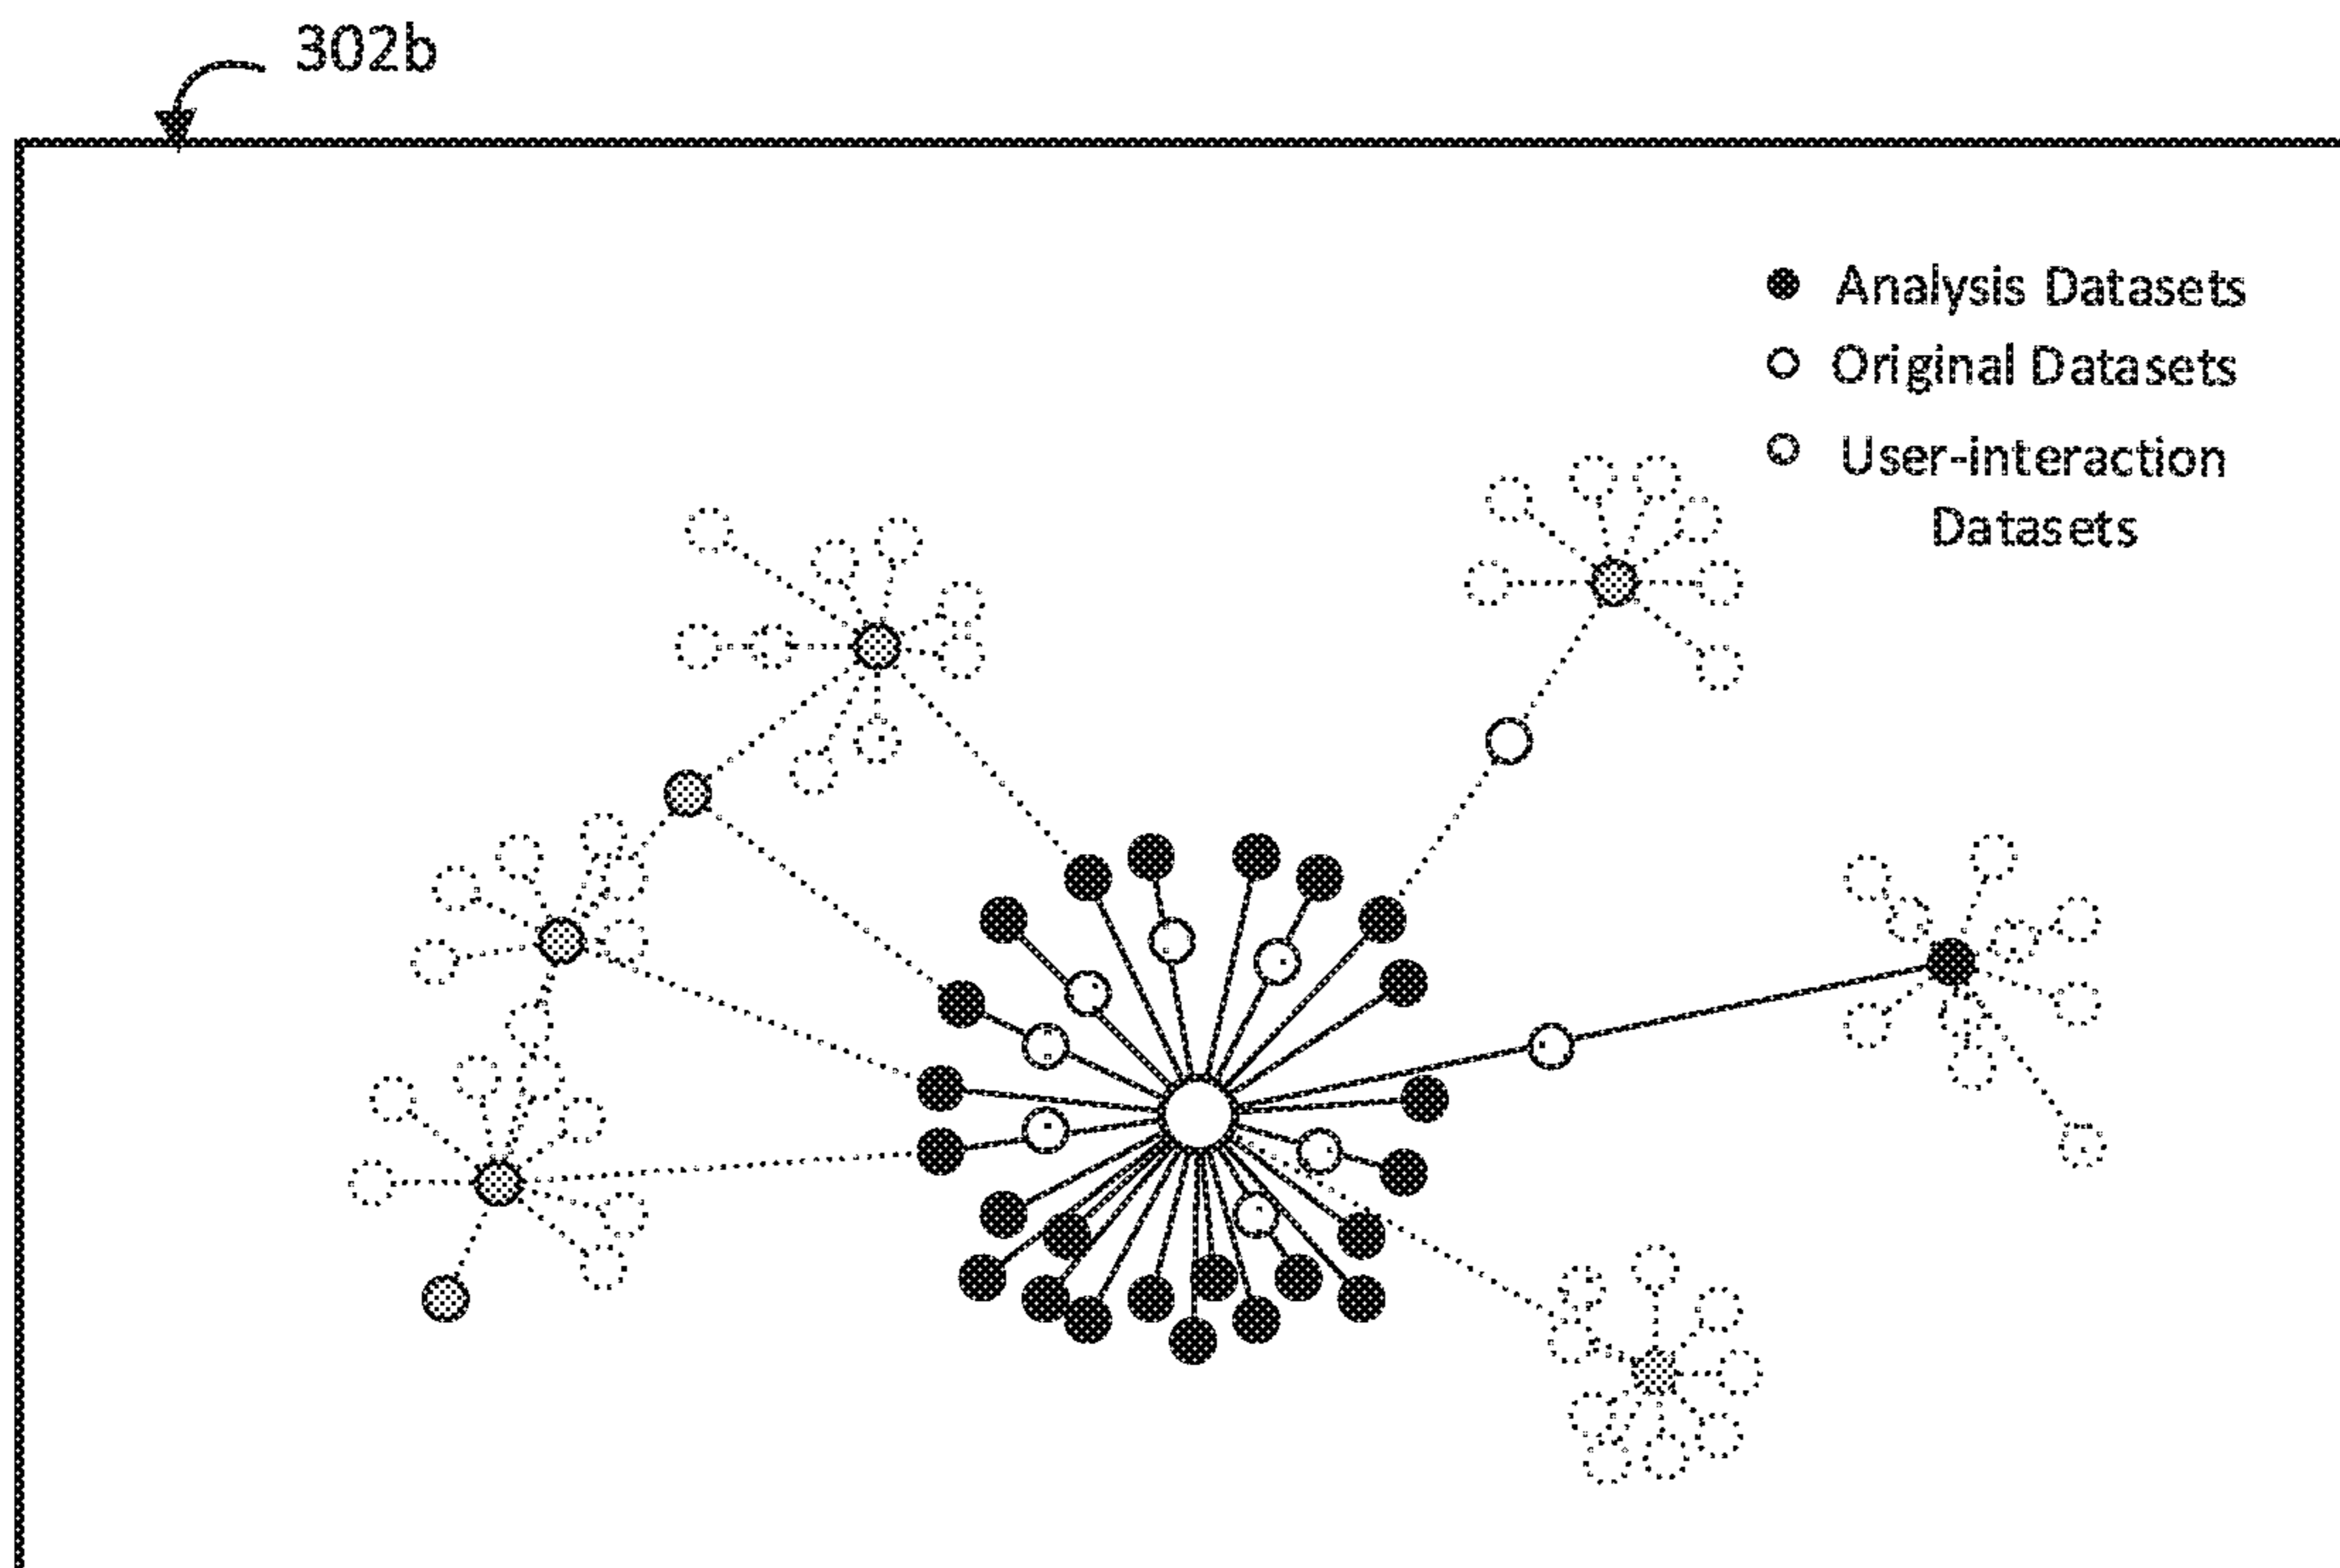 302b
Analysis Datasets
Original Datasets
User-interaction
Datasets